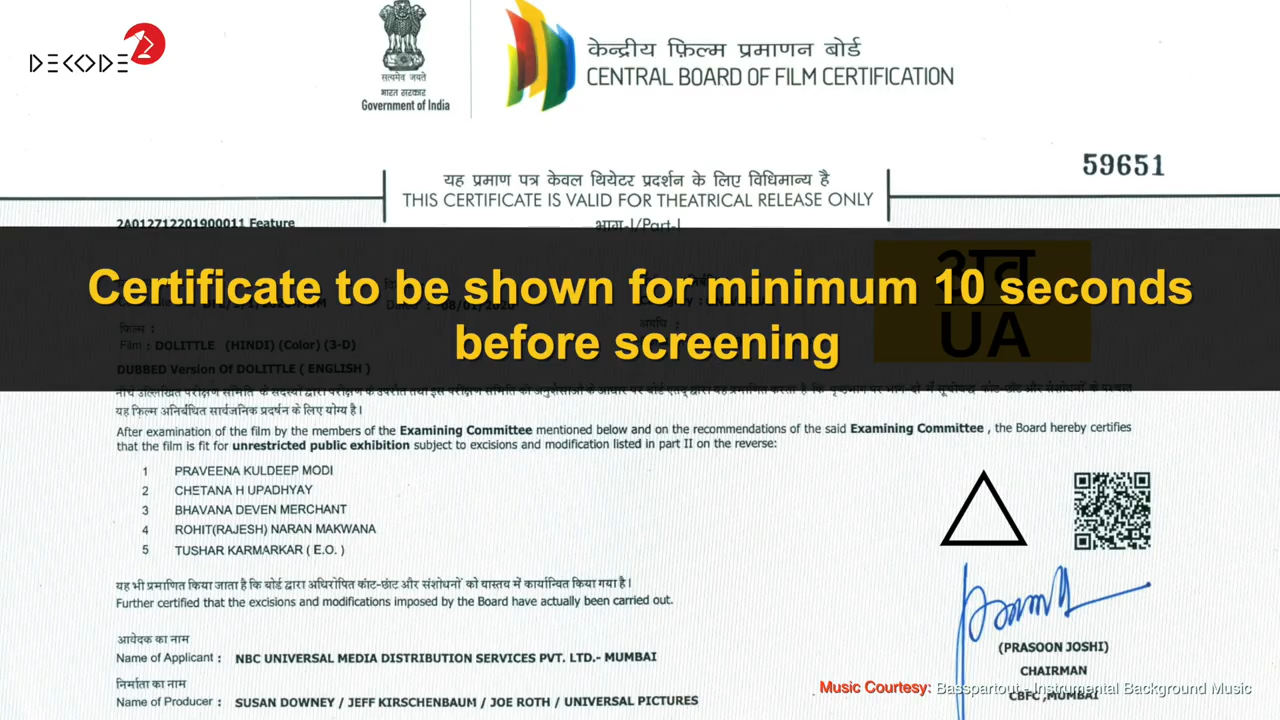 DECODE
सत्यमेव जयते
भारत सरकार
Government of India
केन्द्रीय फ़िल्म प्रमाणन बोर्ड
CENTRAL BOARD OF FILM CERTIFICATION
59651
यह प्रमाण पत्र केवल थियेटर प्रदर्शन के लिए विधिमान्य है
THIS CERTIFICATE IS VALID FOR THEATRICAL RELEASE ONLY
2A012712201900011 Feature
भाग-I/Part-I
Certificate to be shown for minimum 10 seconds
before screening
अव
UA
08/01/2020
अवधि :
फिल्म :
Film : DOLITTLE (HINDI) (Color) (3-D)
DUBBED Version Of DOLITTLE ( ENGLISH )
यह फिल्म अनिर्बंधित सार्वजनिक प्रदर्शन के लिए योग्य है।
After examination of the film by the members of the Examining Committee mentioned below and on the recommendations of the said Examining Committee , the Board hereby certifies
that the film is fit for unrestricted public exhibition subject to excisions and modification listed in part II on the reverse:
1 PRAVEENA KULDEEP MODI
2 CHETANA H UPADHYAY
3 BHAVANA DEVEN MERCHANT
4 ROHIT(RAJESH) NARAN MAKWANA
5 TUSHAR KARMARKAR ( E.O. )
यह भी प्रमाणित किया जाता है कि बोर्ड द्वारा अधिरोपित कांट-छांट और संशोधनों को वास्तव में कार्यान्वित किया गया है।
Further certified that the excisions and modifications imposed by the Board have actually been carried out.
आवेदक का नाम
Name of Applicant : NBC UNIVERSAL MEDIA DISTRIBUTION SERVICES PVT. LTD.- MUMBAI
निर्माता का नाम
Name of Producer : SUSAN DOWNEY / JEFF KIRSCHENBAUM / JOE ROTH / UNIVERSAL PICTURES
(PRASOON JOSHI)
CHAIRMAN
CBFC ,MUMBAI
Music Courtesy: Basspartout - Instrumental Background Music